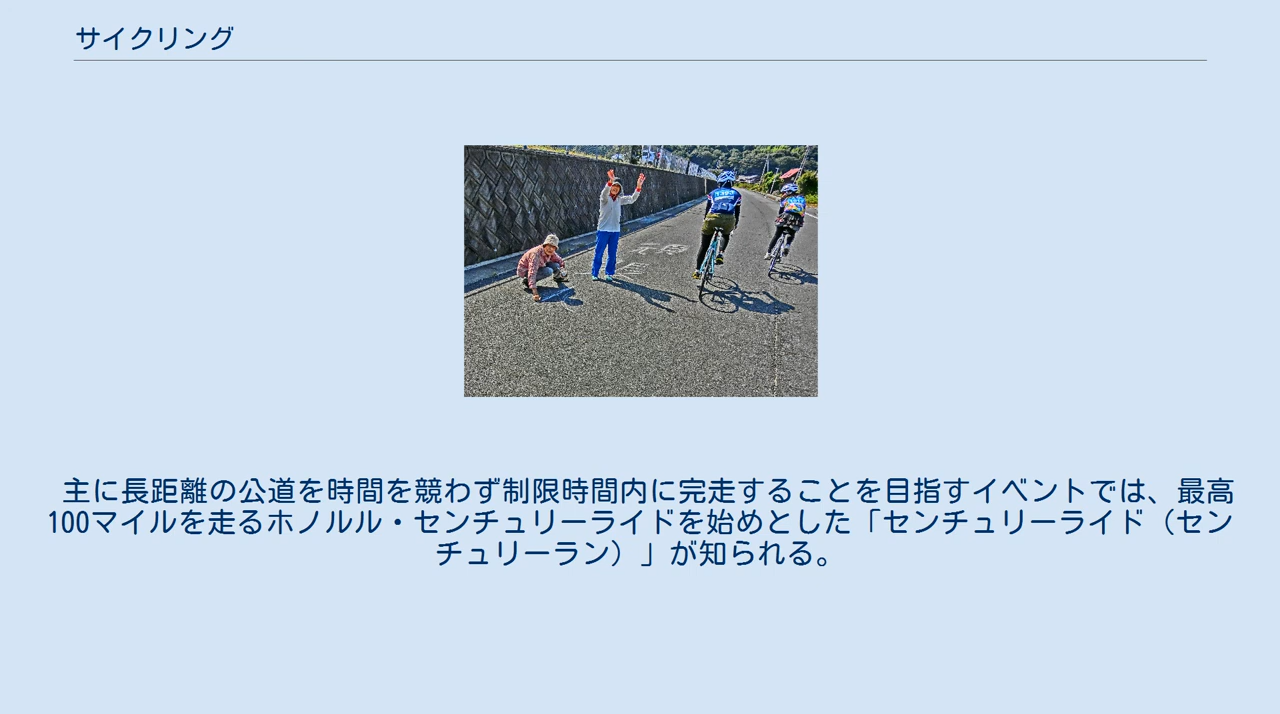 サイクリング
主に長距離の公道を時間を競わず制限時間内に完走することを目指すイベントでは、最高
100マイルを走るホノルル・センチュリーライドを始めとした「センチュリーライド（セン
チュリーラン）」が知られる。